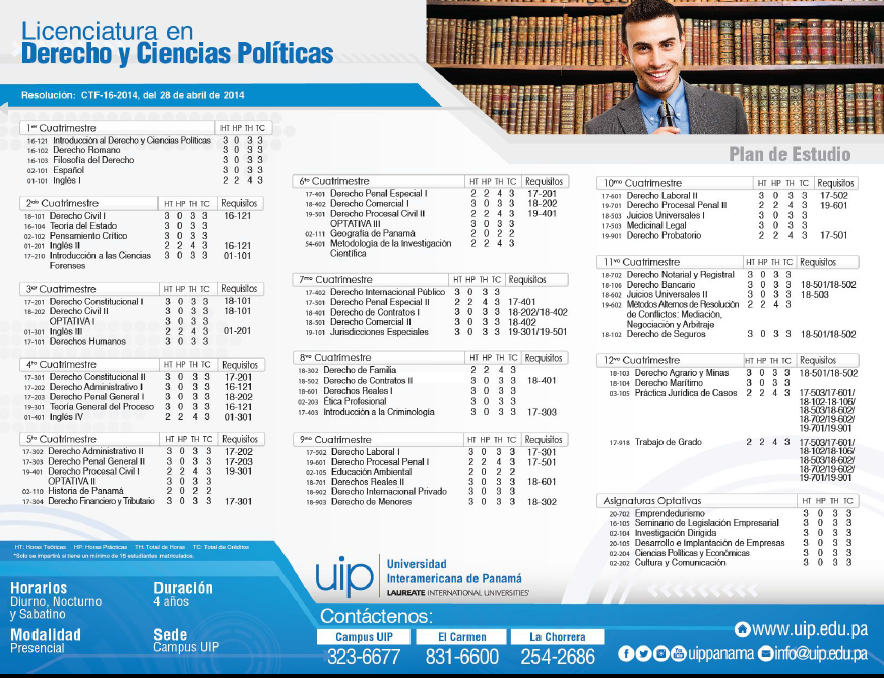 Licenciatura en
Derecho y Ciencias Políticas
Resolución: CTF-16-2014, del 28 de abril de 2014
Plan de Estudio
1er Cuatrimestre HT HP TH TC
16-121 Introducción al Derecho y Ciencias Políticas 3 0 3 3
16-102 Derecho Romano 3 0 3 3
16-103 Filosofía del Derecho 3 0 3 3
02-101 Español 3 0 3 3
01-101 Inglés I 2 2 4 3
2do Cuatrimestre HT HP TH TC Requisitos
18-101 Derecho Civil I 3 0 3 3 16-121
16-104 Teoría del Estado 3 0 3 3
02-102 Pensamiento Crítico 3 0 3 3
01-201 Inglés II 2 2 4 3 16-121
17-210 Introducción a las Ciencias 3 0 3 3 01-101
Forenses
3er Cuatrimestre HT HP TH TC Requisitos
17-201 Derecho Constitucional I 3 0 3 3 18-101
18-202 Derecho Civil II 3 0 3 3 18-101
OPTATIVA I 3 0 3 3
01-301 Inglés III 2 2 4 3 01-201
17-101 Derechos Humanos 3 0 3 3
4to Cuatrimestre HT HP TH TC Requisitos
17-301 Derecho Constitucional II 3 0 3 3 17-201
17-202 Derecho Administrativo I 3 0 3 3 16-121
17-203 Derecho Penal General I 3 0 3 3 18-202
19-301 Teoría General del Proceso 3 0 3 3 16-121
01-401 Inglés IV 2 2 4 3 01-301
5to Cuatrimestre HT HP TH TC Requisitos
17-302 Derecho Administrativo II 3 0 3 3 17-202
17-303 Derecho Penal General II 3 0 3 3 17-203
19-401 Derecho Procesal Civil I 2 2 4 3 19-301
OPTATIVA II 3 0 3 3
02-110 Historia de Panamá 2 0 2 2
17-304 Derecho Financiero y Tributario 3 0 3 3 17-301
6to Cuatrimestre HT HP TH TC Requisitos
17-401 Derecho Penal Especial I 2 2 4 3 17-201
18-402 Derecho Comercial I 3 0 3 3 18-202
19-501 Derecho Procesal Civil II 2 2 4 3 19-401
OPTATIVA III 3 0 3 3
02-111 Geografía de Panamá 2 0 2 2
54-601 Metodología de la Investigación 2 2 4 3
Científica
7mo Cuatrimestre HT HP TH TC Requisitos
17-402 Derecho Internacional Público 3 0 3 3
17-501 Derecho Penal Especial II 2 2 4 3 17-401
18-401 Derecho de Contratos I 3 0 3 3 18-202/18-402
18-501 Derecho Comercial II 3 0 3 3 18-402
19-101 Jurisdicciones Especiales 3 0 3 3 19-301/19-501
8vo Cuatrimestre HT HP TH TC Requisitos
18-302 Derecho de Familia 2 2 4 3
18-502 Derecho de Contratos II 3 0 3 3 18-401
18-601 Derechos Reales I 3 0 3 3
02-203 Ética Profesional 3 0 3 3
17-403 Introducción a la Criminología 3 0 3 3 17-303
9no Cuatrimestre HT HP TH TC Requisitos
17-502 Derecho Laboral I 3 0 3 3 17-301
19-601 Derecho Procesal Penal I 2 2 4 3 17-501
02-105 Educación Ambiental 2 0 2 2
18-701 Derechos Reales II 3 0 3 3 18-601
18-902 Derecho Internacional Privado 3 0 3 3
18-903 Derecho de Menores 3 0 3 3 18-302
10mo Cuatrimestre HT HP TH TC Requisitos
17-601 Derecho Laboral II 3 0 3 3 17-502
19-701 Derecho Procesal Penal II 2 2 4 3 19-601
18-503 Juicios Universales I 3 0 3 3
17-503 Medicinal Legal 3 0 3 3
19-901 Derecho Probatorio 2 2 4 3 17-501
11vo Cuatrimestre HT HP TH TC Requisitos
18-702 Derecho Notarial y Registral 3 0 3 3
18-106 Derecho Bancario 3 0 3 3 18-501/18-502
18-602 Juicios Universales II 3 0 3 3 18-503
19-602 Métodos Alternos de Resolución 2 2 4 3
de Conflictos: Mediación,
Negociación y Arbitraje
18-102 Derecho de Seguros 3 0 3 3 18-501/18-502
12vo Cuatrimestre HT HP TH TC Requisitos
18-103 Derecho Agrario y Minas 3 0 3 3 18-501/18-502
18-104 Derecho Marítimo 3 0 3 3
03-105 Práctica Jurídica de Casos 2 2 4 3 17-503/17-601/
18-102-18-106/
18-503/18-602/
18-702/19-601/
19-701/19-901
17-918 Trabajo de Grado 2 2 4 3 17-503/17-601/
18-102/18-106/
18-503/18-602/
18-702/19-602/
19-701/19-901
Asignaturas Optativas HT HP TH TC
20-702 Emprendedurismo 3 0 3 3
16-105 Seminario de Legislación Empresarial 3 0 3 3
02-104 Investigación Dirigida 3 0 3 3
20-105 Desarrollo e Implantación de Empresas 3 0 3 3
02-204 Ciencias Políticas y Económicas 3 0 3 3
02-202 Cultura y Comunicación 3 0 3 3
HT: Horas Teóricas HP: Horas Prácticas TH: Total de Horas TC: Total de Créditos
*Solo se impartirá si tiene un mínimo de 15 estudiantes matriculados.
Horarios
Diurno, Nocturno
y Sabatino
Duración
4 años
Modalidad
Presencial
Sede
Campus UIP
uip
Universidad
Interamericana de Panamá
LAUREATE INTERNATIONAL UNIVERSITIES
Contáctenos:
Campus UIP
323-6677
El Carmen
831-6600
La Chorrera
254-2686
www.uip.edu.pa
uippanama info@uip.edu.pa